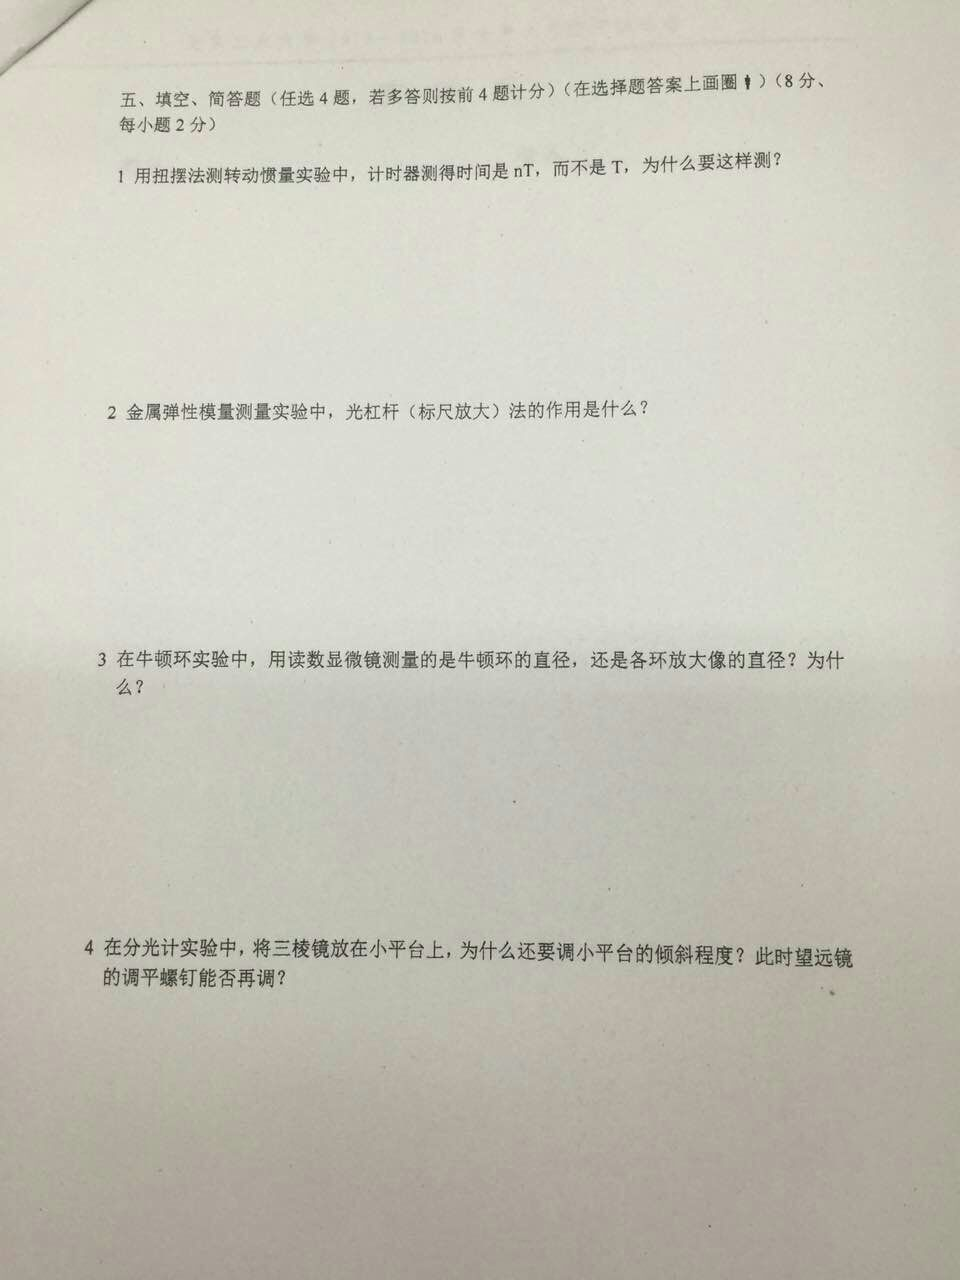 五、填空、简答题（任选 4 题，若多答则按前 4 题计分）（在选择题答案上画圈）（8 分、
每小题 2 分）
1 用扭摆法测转动惯量实验中，计时器测得时间是 nT，而不是 T，为什么要这样测？
2 金属弹性模量测量实验中，光杠杆（标尺放大）法的作用是什么？
3 在牛顿环实验中，用读数显微镜测量的是牛顿环的直径，还是各环放大像的直径？为什
么？
4 在分光计实验中，将三棱镜放在小平台上，为什么还要调小平台的倾斜程度？此时望远镜
的调平螺钉能否再调？